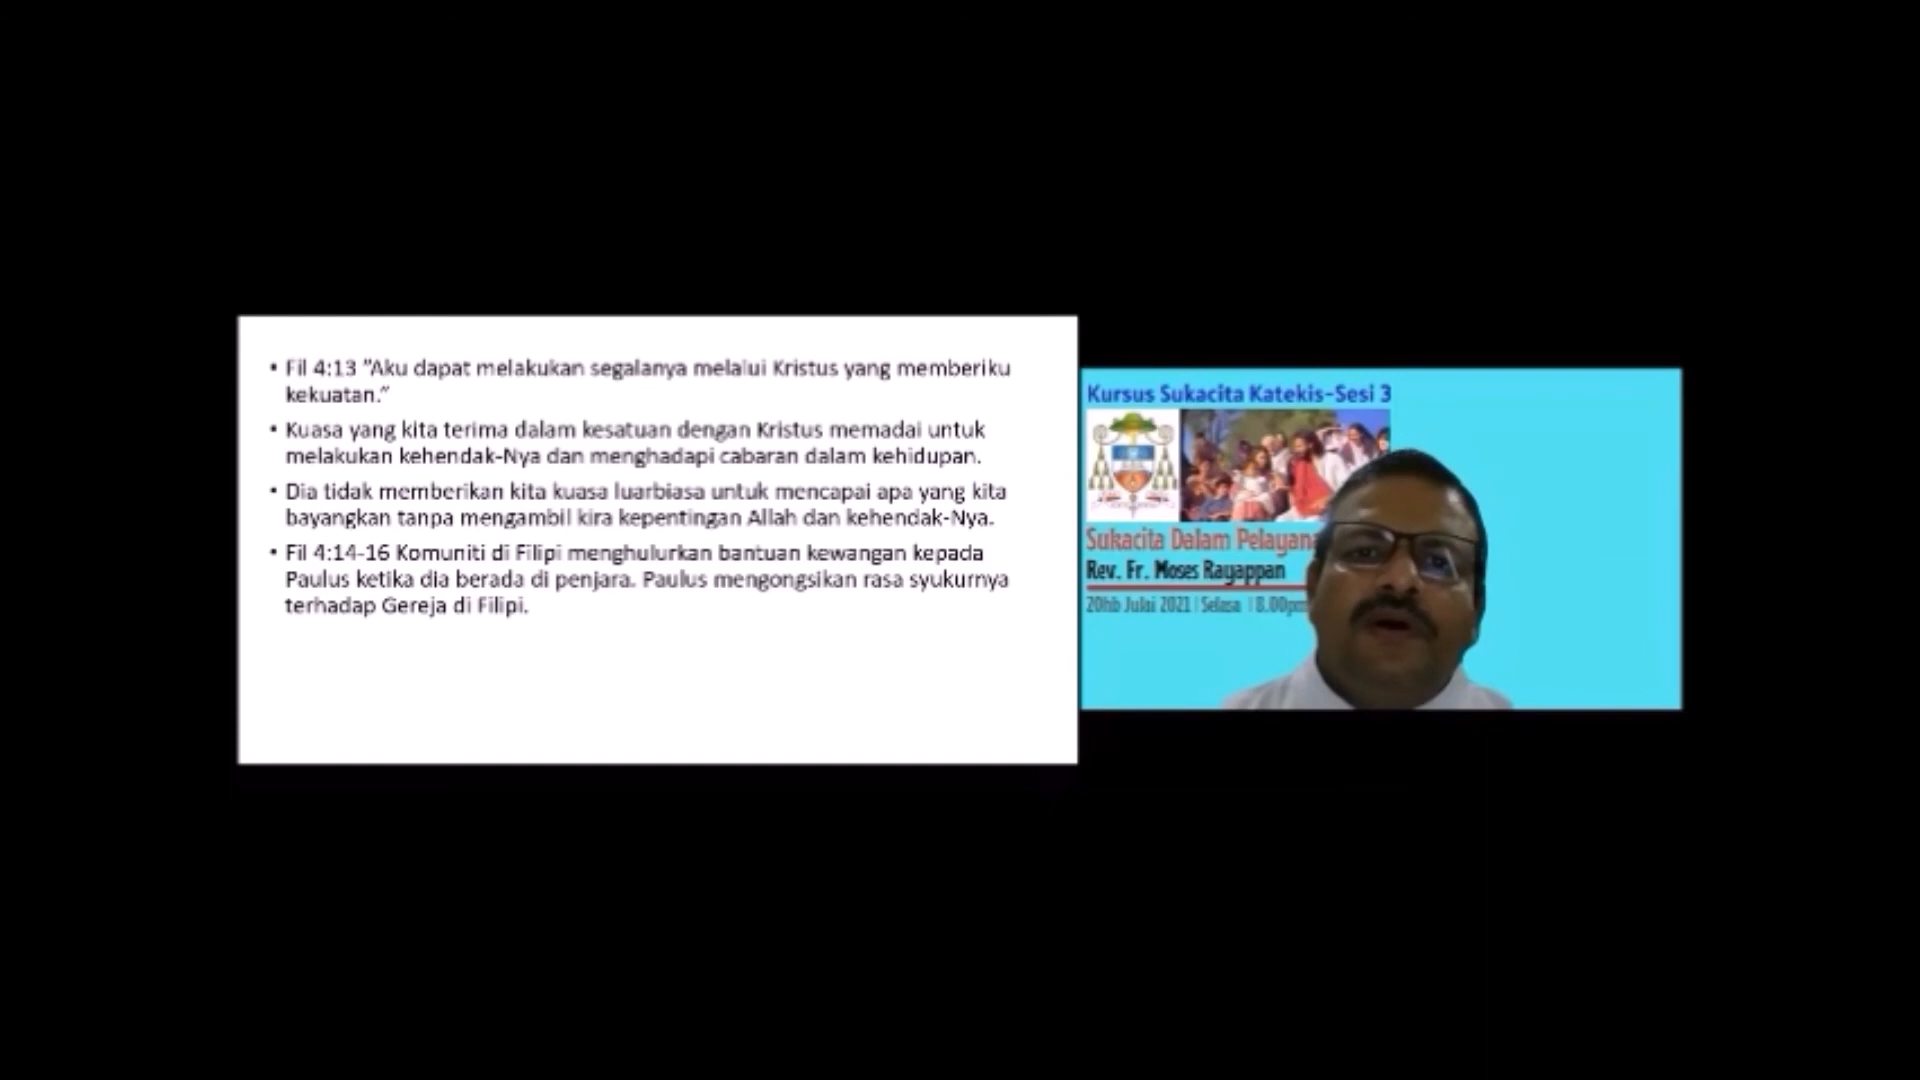 • Fil 4:13 ”Aku dapat melakukan segalanya melalui Kristus yang memberiku
kekuatan.”
• Kuasa yang kita terima dalam kesatuan dengan Kristus memadai untuk
melakukan kehendak-Nya dan menghadapi cabaran dalam kehidupan.
• Dia tidak memberikan kita kuasa luarbiasa untuk mencapai apa yang kita
bayangkan tanpa mengambil kira kepentingan Allah dan kehendak-Nya.
• Fil 4:14-16 Komuniti di Filipi menghulurkan bantuan kewangan kepada
Paulus ketika dia berada di penjara. Paulus mengongsikan rasa syukurnya
terhadap Gereja di Filipi.
Kursus Sukacita Katekis-Sesi 3
Sukacita Dalam Pelayana
Rev. Fr. Moses Rayappan
20hb Julai 2021 | Selasa | 8.00pm